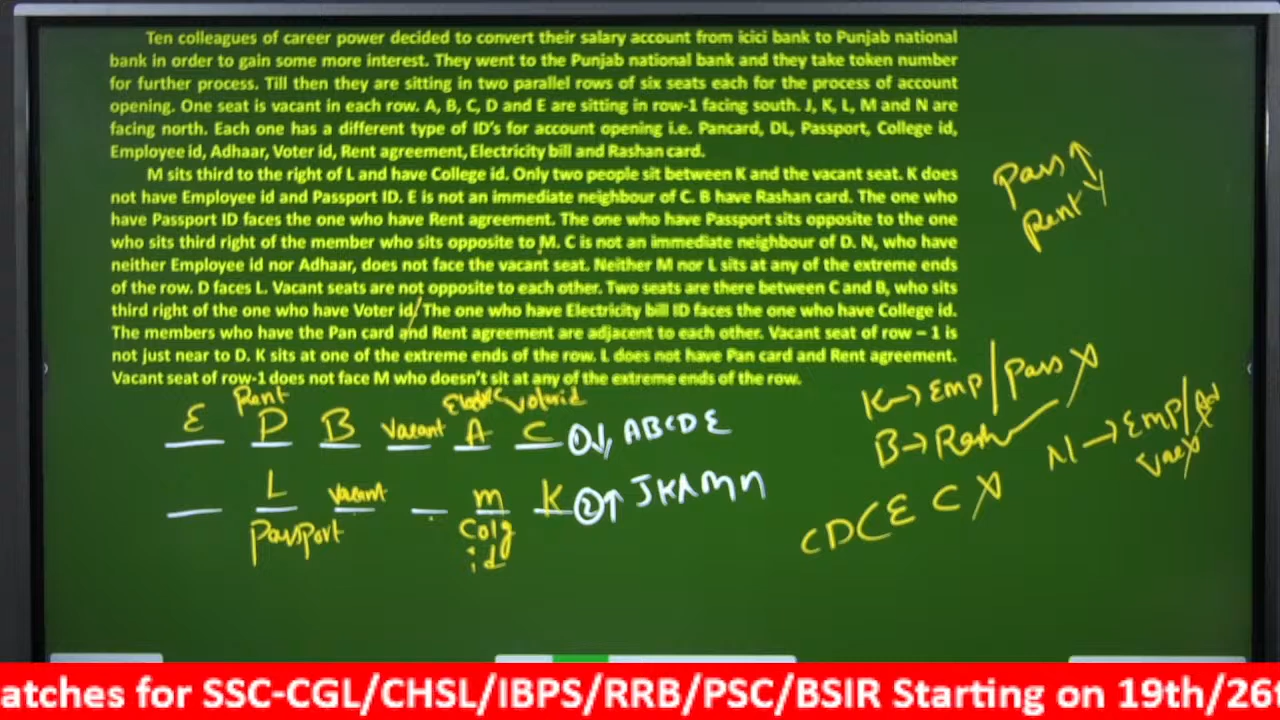 Ten colleagues of career power decided to convert their salary account from icici bank to Punjab national
bank in order to gain some more interest. They went to the Punjab national bank and they take token number
for further process. Till then they are sitting in two parallel rows of six seats each for the process of account
opening. One seat is vacant in each row. A, B, C, D and E are sitting in row-1 facing south. J, K, L, M and N are
facing north. Each one has a different type of ID's for account opening i.e. Pancard, DL, Passport, College id,
Employee id, Adhaar, Voter id, Rent agreement, Electricity bill and Rashan card.
M sits third to the right of L and have College id. Only two people sit between K and the vacant seat. K does
not have Employee id and Passport ID. E is not an immediate neighbour of C. B have Rashan card. The one who
have Passport ID faces the one who have Rent agreement. The one who have Passport sits opposite to the one
who sits third right of the member who sits opposite to M. C is not an immediate neighbour of D. N, who have
neither Employee id nor Adhaar, does not face the vacant seat. Neither M nor L sits at any of the extreme ends
of the row. D faces L. Vacant seats are not opposite to each other. Two seats are there between C and B, who sits
third right of the one who have Voter id. The one who have Electricity bill ID faces the one who have College id.
The members who have the Pan card and Rent agreement are adjacent to each other. Vacant seat of row – 1 is
not just near to D. K sits at one of the extreme ends of the row. L does not have Pan card and Rent agreement.
Vacant seat of row-1 does not face M who doesn't sit at any of the extreme ends of the row.
Pass ↑
Rent
K→ Emp/Pass X
B→
N → Emp/
CD C E C X
Rent voterid
E D B Vacant A C ① ↓ A B C D E
L Vacant m K ② ↑ J K L M N
Passport Colg
id
atches for SSC-CGL/CHSL/IBPS/RRB/PSC/BSIR Starting on 19th/26